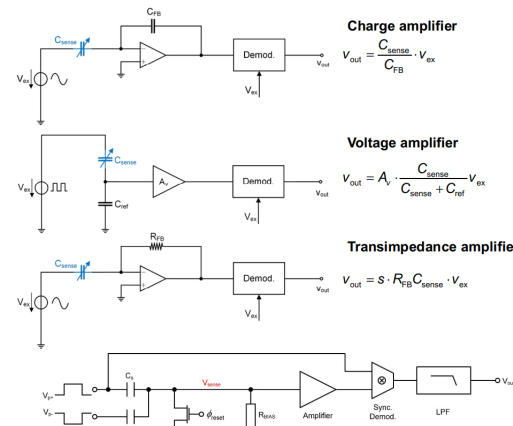 C_FB
Charge amplifier
C_sense
V_ex
Demod.
v_out
V_ex
v_out = C_sense / C_FB · v_ex
Voltage amplifier
C_sense
V_ex
A_v
Demod.
v_out
C_ref
V_ex
v_out = A_v · C_sense / (C_sense + C_ref) v_ex
R_FB
Transimpedance amplifie
C_sense
V_ex
Demod.
v_out
V_ex
v_out = s · R_FB C_sense · v_ex
C_s
V_sense
V_p+
V_p-
ϕ_reset
R_BIAS
Amplifier
Sync.
Demod.
LPF